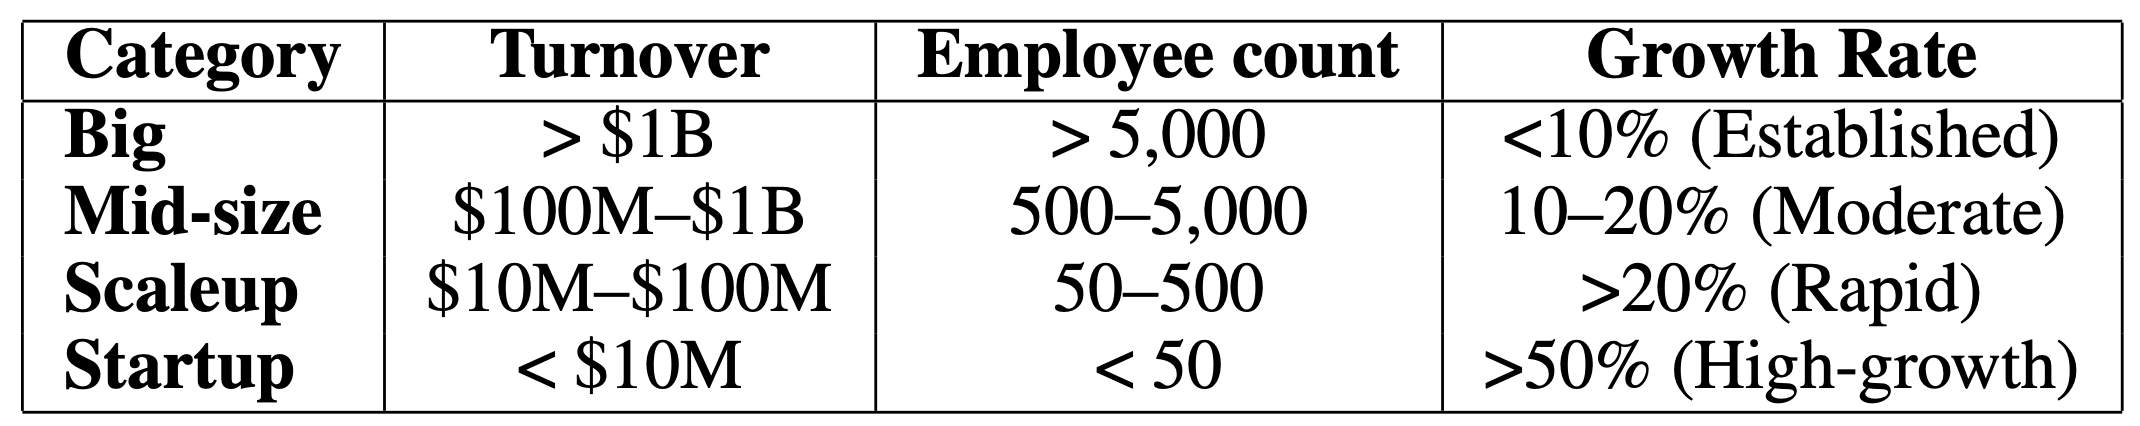 Category Turnover Employee count Growth Rate
Big > $1B > 5,000 <10% (Established)
Mid-size $100M–$1B 500–5,000 10–20% (Moderate)
Scaleup $10M–$100M 50–500 >20% (Rapid)
Startup < $10M < 50 >50% (High-growth)